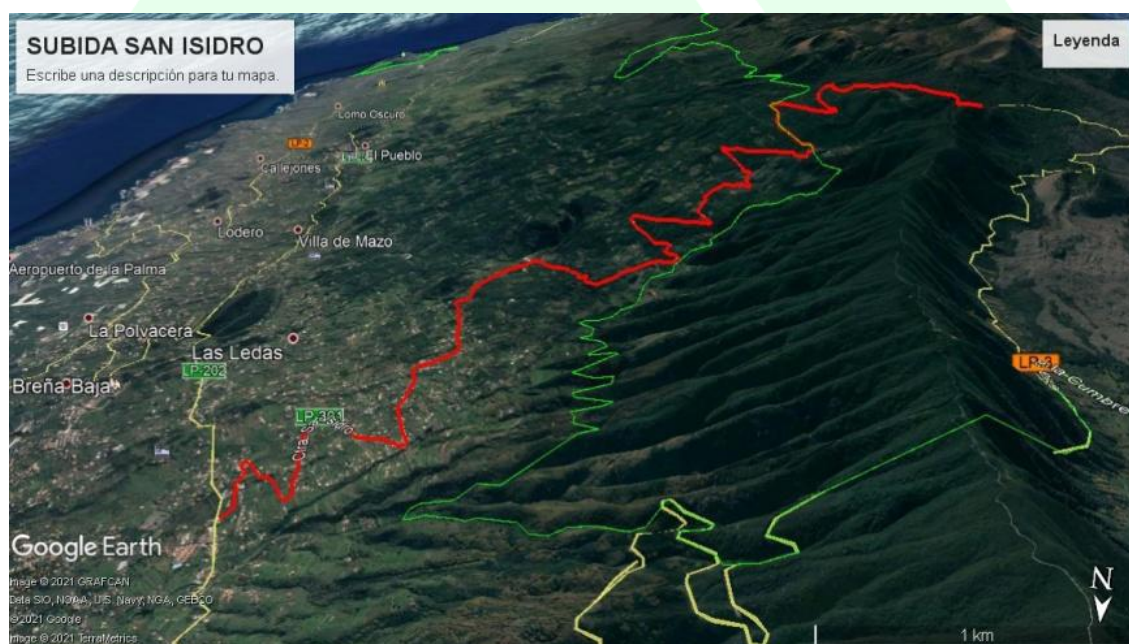 SUBIDA SAN ISIDRO
Escribe una descripción para tu mapa.
Leyenda
Lomo Oscuro
LP-2
El Pueblo
Callejones
Lodero
Villa de Mazo
Aeropuerto de la Palma
La Polvacera
Las Ledas
LP-202
Breña Baja
LP-301
LP-3
Google Earth
Image © 2021 GRAFCAN
Data SIO, NOAA, U.S. Navy, NGA, GEBCO
© 2021 Google
Image © 2021 TerraMetrics
N
1 km